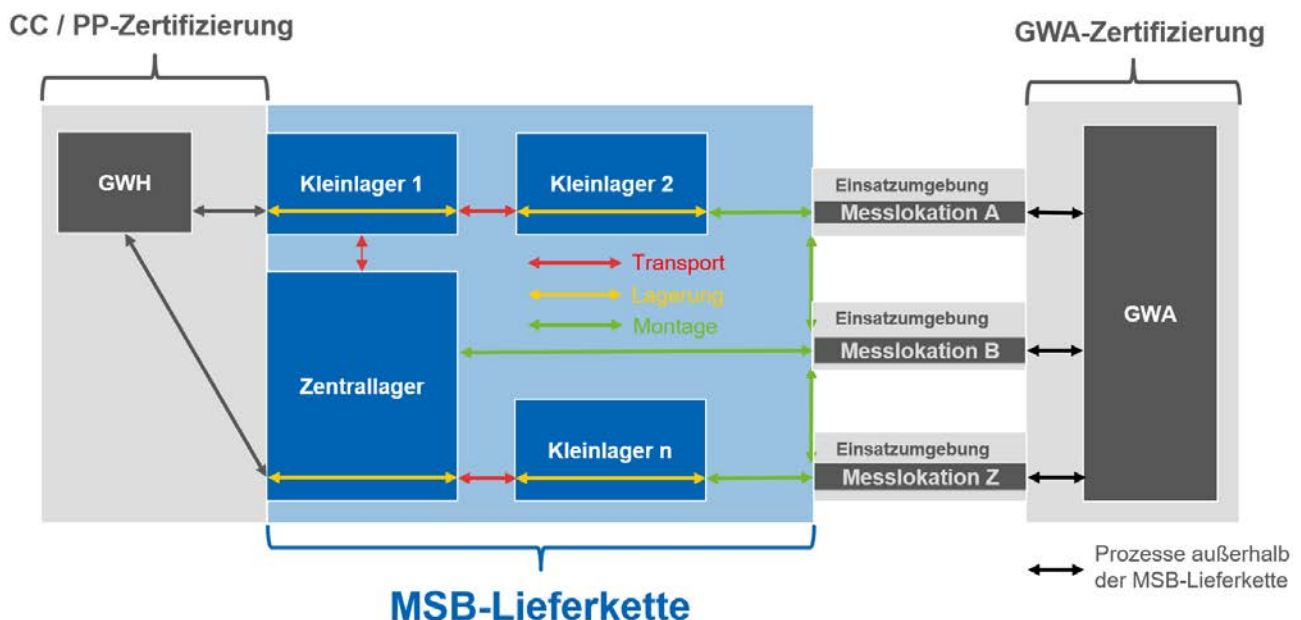 CC / PP-Zertifizierung
GWA-Zertifizierung
GWH
Kleinlager 1
Kleinlager 2
Einsatzumgebung
Messlokation A
Transport
Lagerung
Montage
Einsatzumgebung
Messlokation B
GWA
Zentrallager
Kleinlager n
Einsatzumgebung
Messlokation Z
Prozesse außerhalb
der MSB-Lieferkette
MSB-Lieferkette